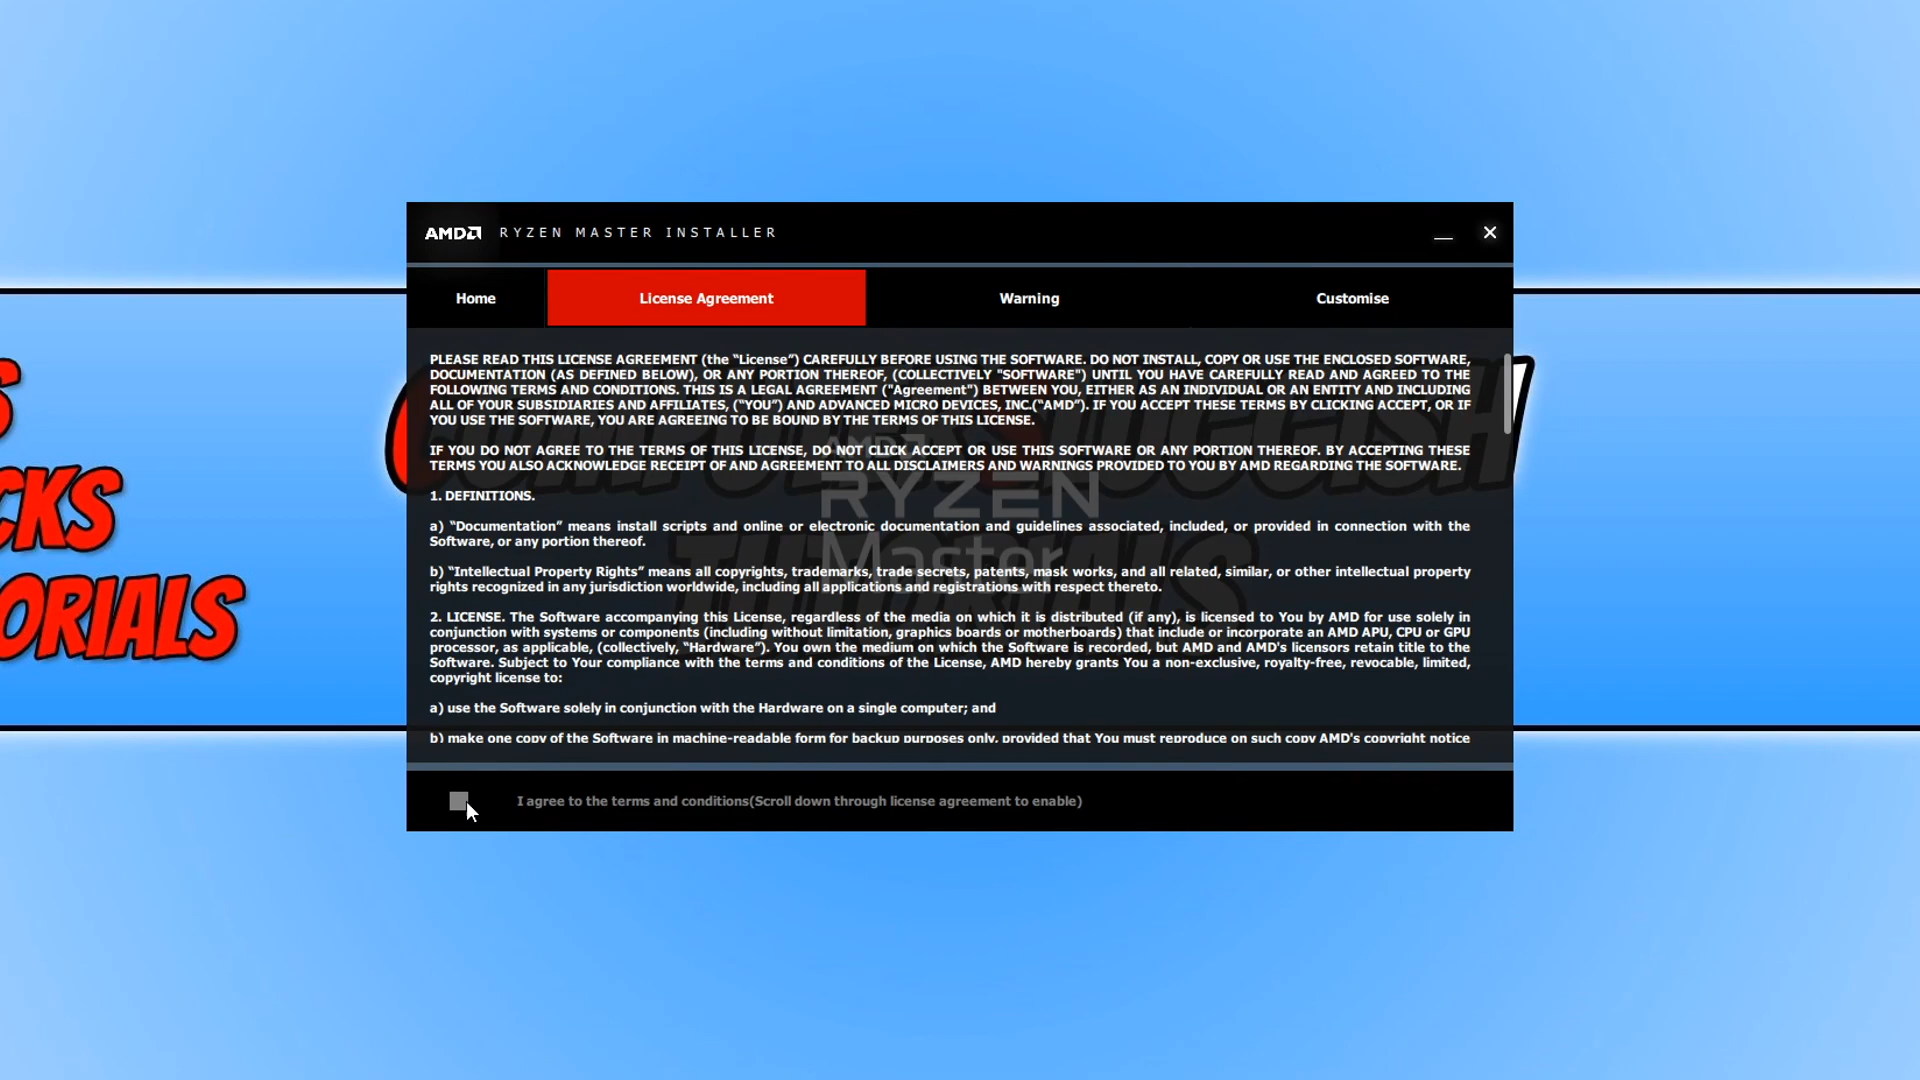 AMD RYZEN MASTER INSTALLER
Home
License Agreement
Warning
Customise
PLEASE READ THIS LICENSE AGREEMENT (the “License”) CAREFULLY BEFORE USING THE SOFTWARE. DO NOT INSTALL, COPY OR USE THE ENCLOSED SOFTWARE,
DOCUMENTATION (AS DEFINED BELOW), OR ANY PORTION THEREOF, (COLLECTIVELY "SOFTWARE") UNTIL YOU HAVE CAREFULLY READ AND AGREED TO THE
FOLLOWING TERMS AND CONDITIONS. THIS IS A LEGAL AGREEMENT ("Agreement") BETWEEN YOU, EITHER AS AN INDIVIDUAL OR AN ENTITY AND INCLUDING
ALL OF YOUR SUBSIDIARIES AND AFFILIATES, (“YOU”) AND ADVANCED MICRO DEVICES, INC.(“AMD”). IF YOU ACCEPT THESE TERMS BY CLICKING ACCEPT, OR IF
YOU USE THE SOFTWARE, YOU ARE AGREEING TO BE BOUND BY THE TERMS OF THIS LICENSE.
IF YOU DO NOT AGREE TO THE TERMS OF THIS LICENSE, DO NOT CLICK ACCEPT OR USE THIS SOFTWARE OR ANY PORTION THEREOF. BY ACCEPTING THESE
TERMS YOU ALSO ACKNOWLEDGE RECEIPT OF AND AGREEMENT TO ALL DISCLAIMERS AND WARNINGS PROVIDED TO YOU BY AMD REGARDING THE SOFTWARE.
1. DEFINITIONS.
a) “Documentation” means install scripts and online or electronic documentation and guidelines associated, included, or provided in connection with the
Software, or any portion thereof.
b) “Intellectual Property Rights” means all copyrights, trademarks, trade secrets, patents, mask works, and all related, similar, or other intellectual property
rights recognized in any jurisdiction worldwide, including all applications and registrations with respect thereto.
2. LICENSE. The Software accompanying this License, regardless of the media on which it is distributed (if any), is licensed to You by AMD for use solely in
conjunction with systems or components (including without limitation, graphics boards or motherboards) that include or incorporate an AMD APU, CPU or GPU
processor, as applicable, (collectively, “Hardware”). You own the medium on which the Software is recorded, but AMD and AMD's licensors retain title to the
Software. Subject to Your compliance with the terms and conditions of the License, AMD hereby grants You a non-exclusive, royalty-free, revocable, limited,
copyright license to:
a) use the Software solely in conjunction with the Hardware on a single computer; and
b) make one copy of the Software in machine-readable form for backup purposes only, provided that You must reproduce on such copy AMD's copyright notice
I agree to the terms and conditions(Scroll down through license agreement to enable)
AMD
RYZEN
Master
S
CKS
ORIALS
TUTORIALS